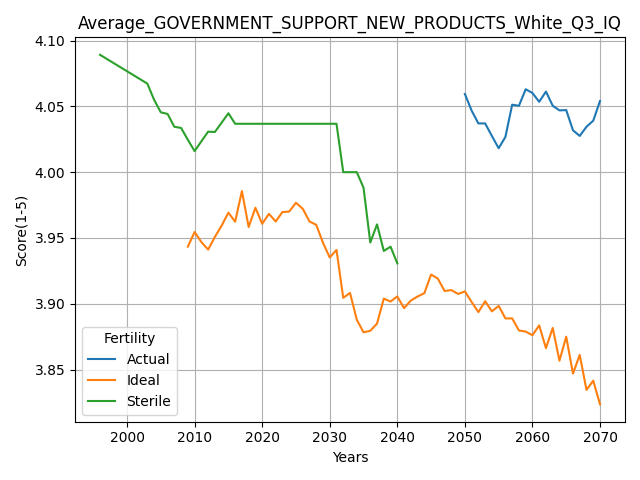 Average_GOVERNMENT_SUPPORT_NEW_PRODUCTS_White_Q3_IQ
4.10
4.05
4.00
3.95
3.90
3.85
Score(1-5)
Fertility
Actual
Ideal
Sterile
2000 2010 2020 2030 2040 2050 2060 2070
Years